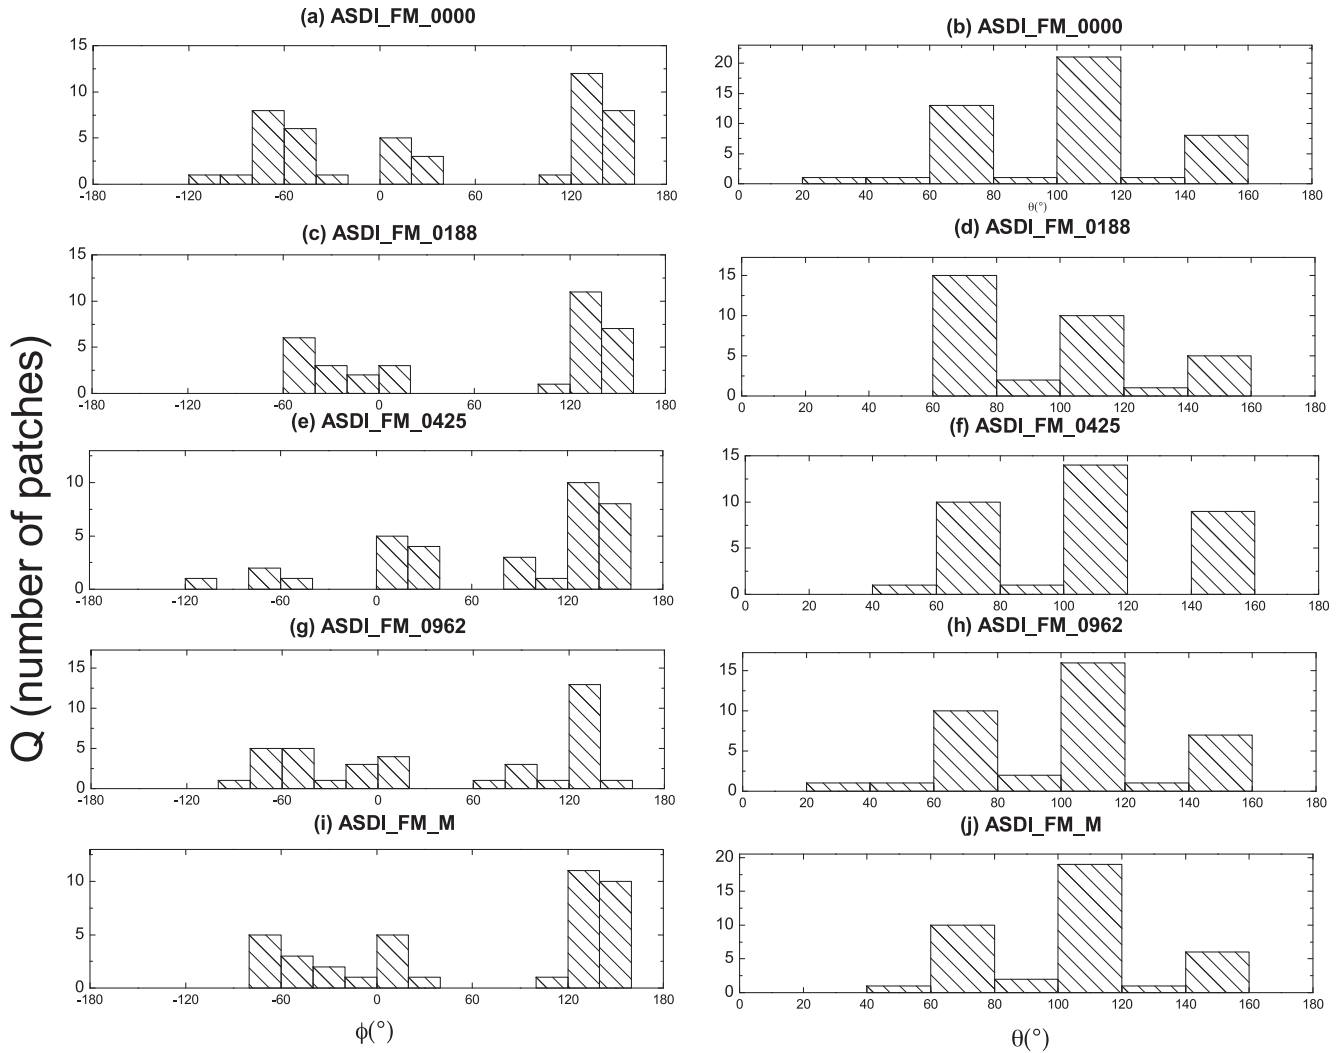 Q (number of patches)
(a) ASDI_FM_0000
15
10
5
0
-180 -120 -60 0 60 120 180
(b) ASDI_FM_0000
20
15
10
5
0
0 20 40 60 80 100 120 140 160 180
θ(°)
(c) ASDI_FM_0188
15
10
5
0
-180 -120 -60 0 60 120 180
(d) ASDI_FM_0188
15
10
5
0
0 20 40 60 80 100 120 140 160 180
(e) ASDI_FM_0425
10
5
0
-180 -120 -60 0 60 120 180
(f) ASDI_FM_0425
15
10
5
0 20 40 60 80 100 120 140 160 180
(g) ASDI_FM_0962
15
10
5
0
-180 -120 -60 0 60 120 180
(h) ASDI_FM_0962
15
10
5
0
0 20 40 60 80 100 120 140 160 180
(i) ASDI_FM_M
10
5
0
-180 -120 -60 0 60 120 180
ϕ(°)
(j) ASDI_FM_M
20
15
10
5
0
0 20 40 60 80 100 120 140 160 180
θ(°)